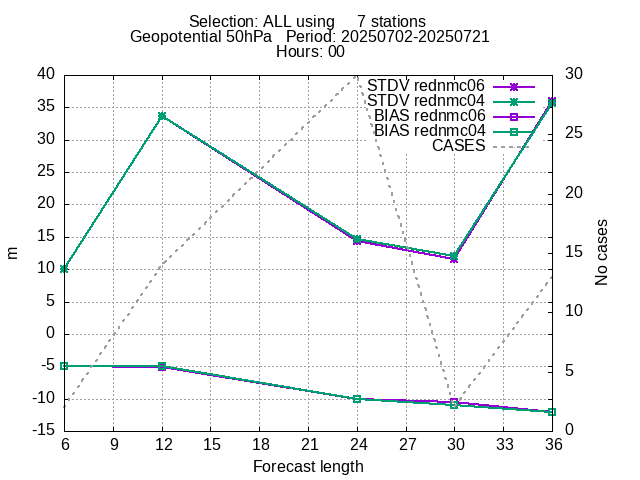 Selection: ALL using     7 stations
Geopotential 50hPa   Period: 20250702-20250721
Hours: 00
STDV rednmc06
STDV rednmc04
BIAS rednmc06
BIAS rednmc04
CASES
40
35
30
25
20
15
10
5
0
-5
-10
-15
m
30
25
20
15
10
5
0
No cases
6 9 12 15 18 21 24 27 30 33 36
Forecast length